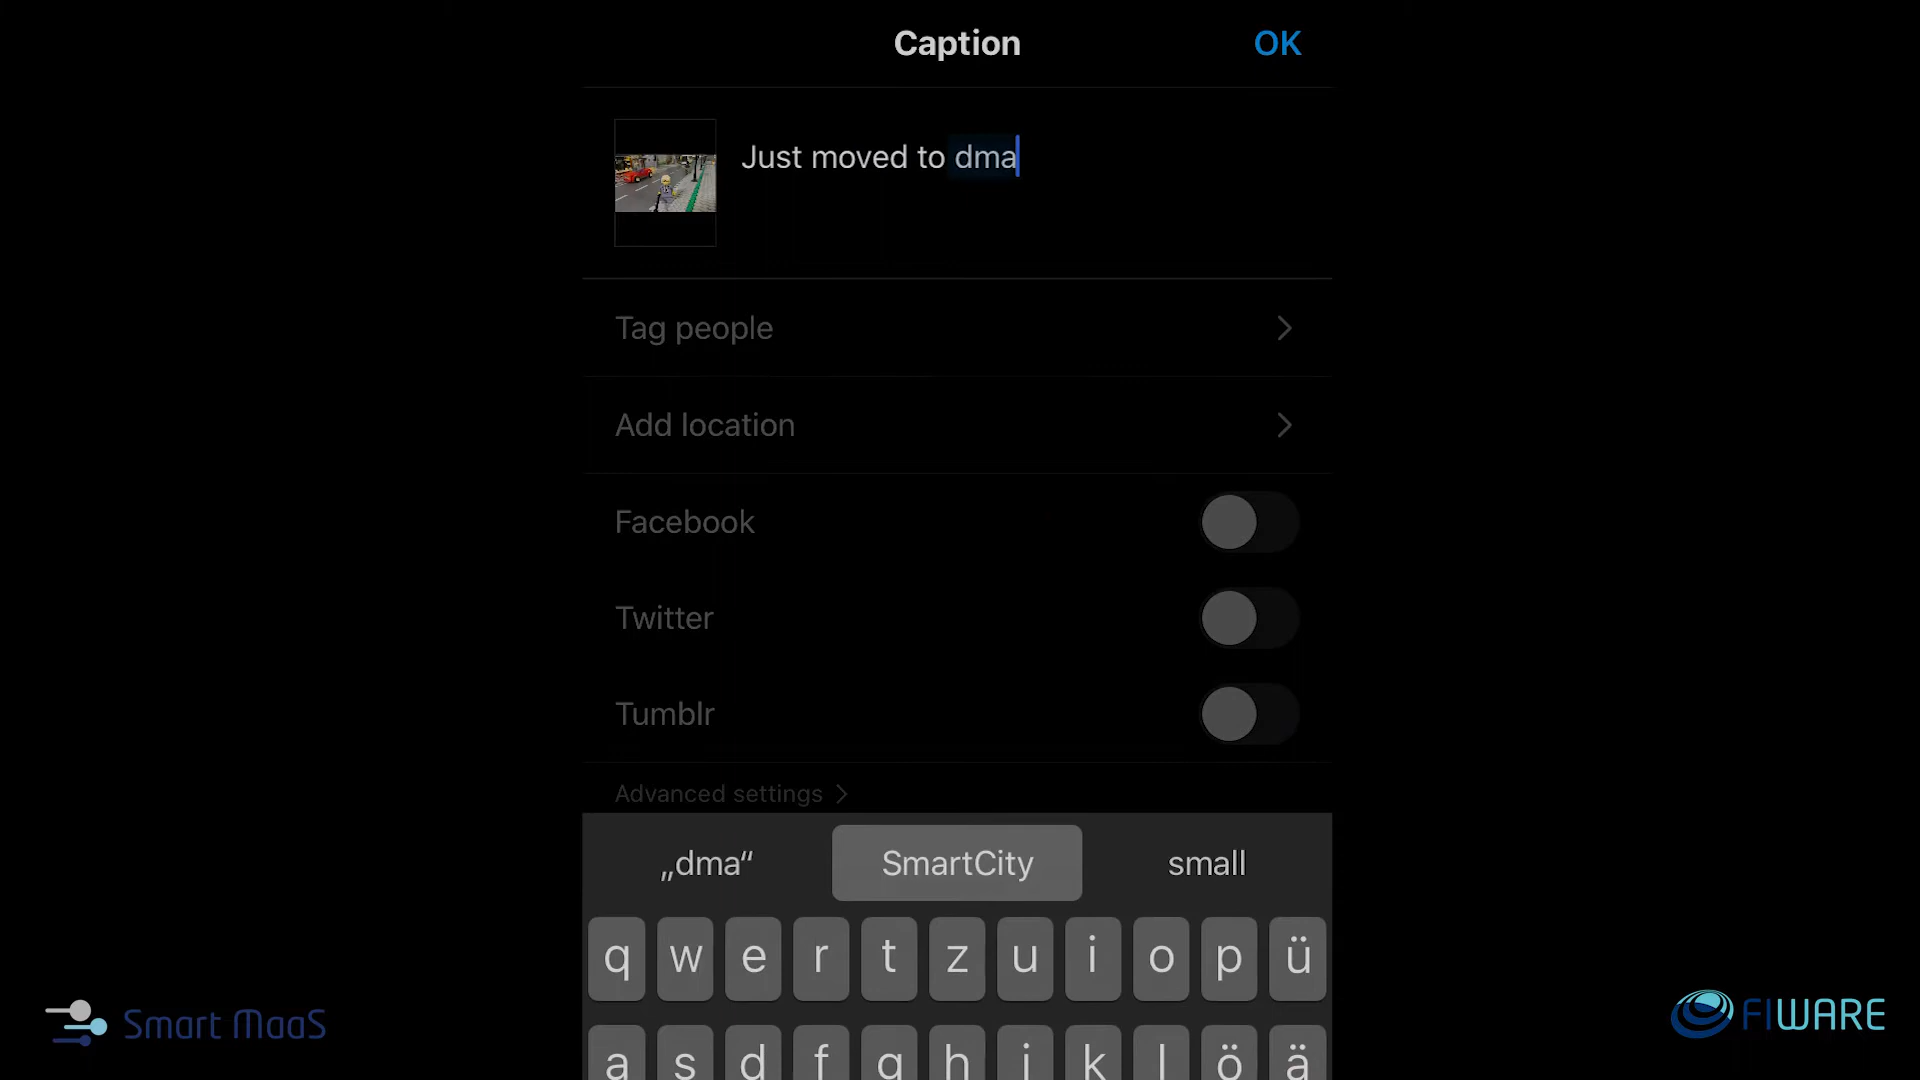 Caption OK
Just moved to dma
Tag people
Add location
Facebook
Twitter
Tumblr
Advanced settings
„dma“ SmartCity small
q w e r t z u i o p ü
a s d f g h j k l ö ä
Smart MaaS
FIWARE